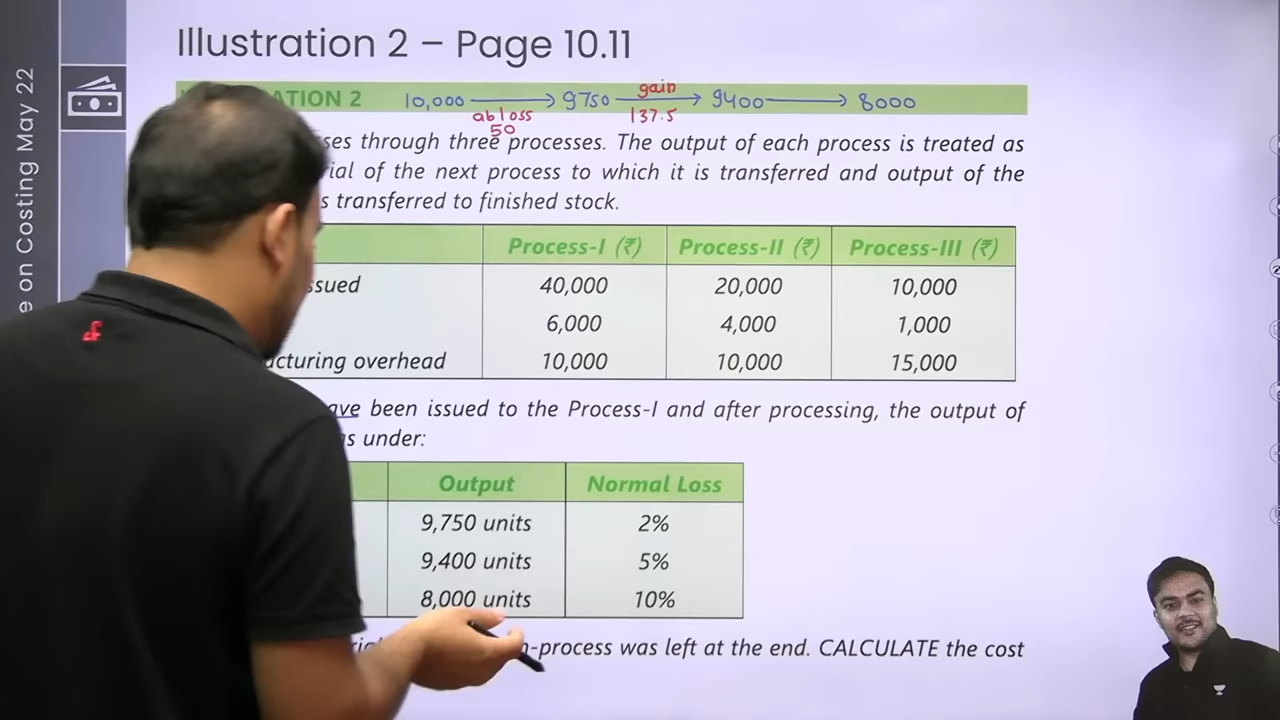 Illustration 2 – Page 10.11
ATION 2 10,000 → 9750 → 9400 → 8000
ab loss 50
gain 137.5
ses through three processes. The output of each process is treated as
ial of the next process to which it is transferred and output of the
s transferred to finished stock.
Process-I (₹) Process-II (₹) Process-III (₹)
ssued 40,000 20,000 10,000
6,000 4,000 1,000
cturing overhead 10,000 10,000 15,000
ave been issued to the Process-I and after processing, the output of
as under:
Output Normal Loss
9,750 units 2%
9,400 units 5%
8,000 units 10%
-process was left at the end. CALCULATE the cost
e on Costing May 22